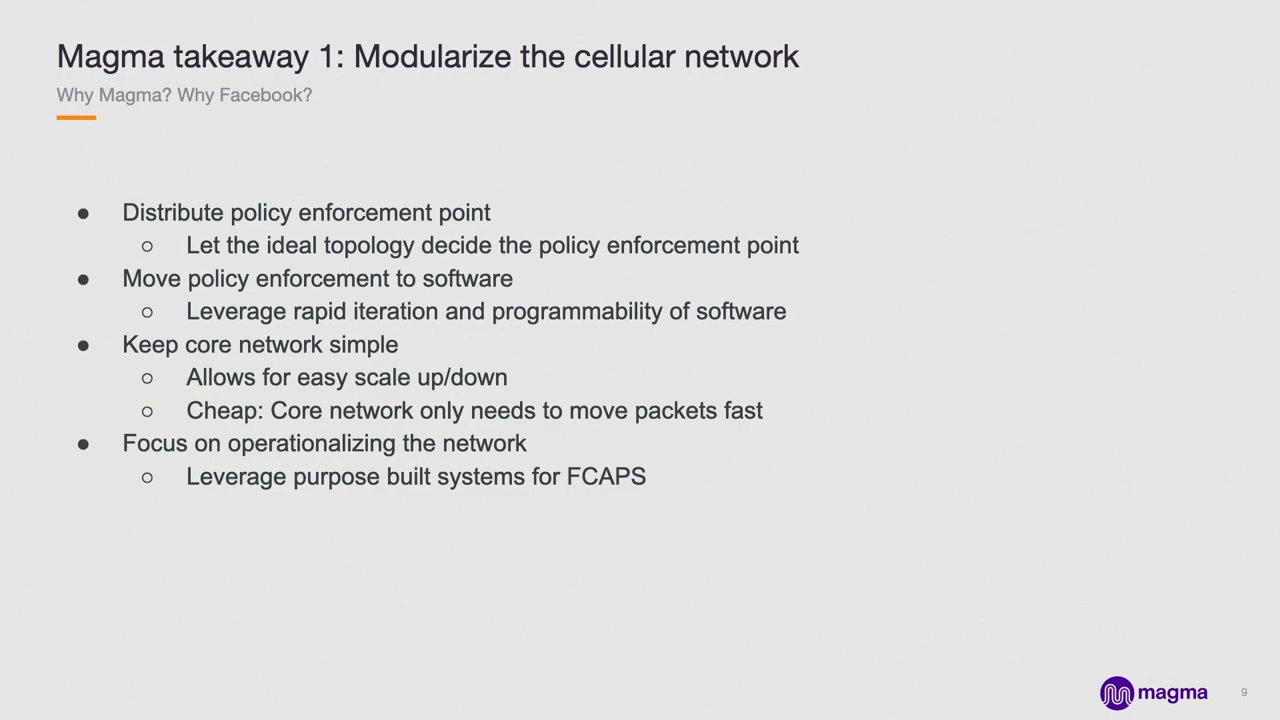 Magma takeaway 1: Modularize the cellular network
Why Magma? Why Facebook?
● Distribute policy enforcement point
○ Let the ideal topology decide the policy enforcement point
● Move policy enforcement to software
○ Leverage rapid iteration and programmability of software
● Keep core network simple
○ Allows for easy scale up/down
○ Cheap: Core network only needs to move packets fast
● Focus on operationalizing the network
○ Leverage purpose built systems for FCAPS
magma
9